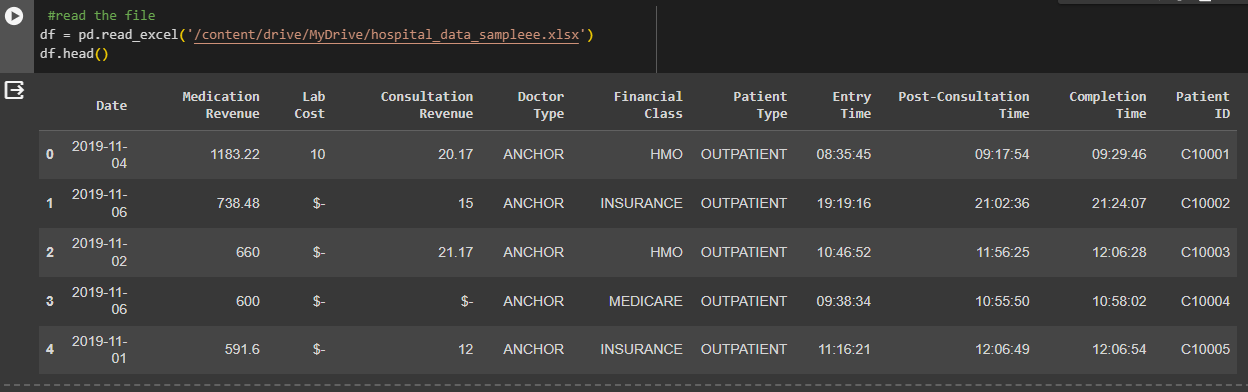 #read the file
df = pd.read_excel('/content/drive/MyDrive/hospital_data_sampleee.xlsx')
df.head()
Date Medication Revenue Lab Cost Consultation Revenue Doctor Type Financial Class Patient Type Entry Time Post-Consultation Time Completion Time Patient ID
0 2019-11-04 1183.22 10 20.17 ANCHOR HMO OUTPATIENT 08:35:45 09:17:54 09:29:46 C10001
1 2019-11-06 738.48 $- 15 ANCHOR INSURANCE OUTPATIENT 19:19:16 21:02:36 21:24:07 C10002
2 2019-11-02 660 $- 21.17 ANCHOR HMO OUTPATIENT 10:46:52 11:56:25 12:06:28 C10003
3 2019-11-06 600 $- $- ANCHOR MEDICARE OUTPATIENT 09:38:34 10:55:50 10:58:02 C10004
4 2019-11-01 591.6 $- 12 ANCHOR INSURANCE OUTPATIENT 11:16:21 12:06:49 12:06:54 C10005